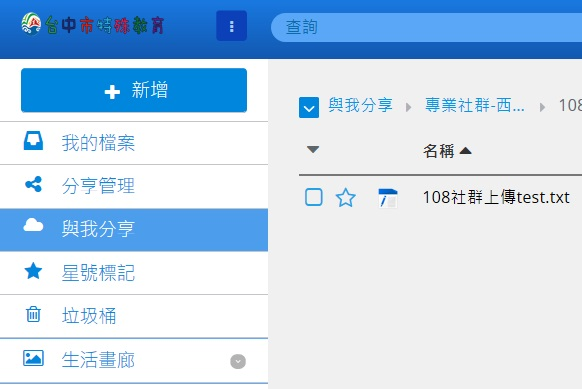 台中市特殊教育
查詢
新增
我的檔案
分享管理
與我分享
星號標記
垃圾桶
生活畫廊
與我分享
專業社群-西...
108
名稱
108社群上傳test.txt